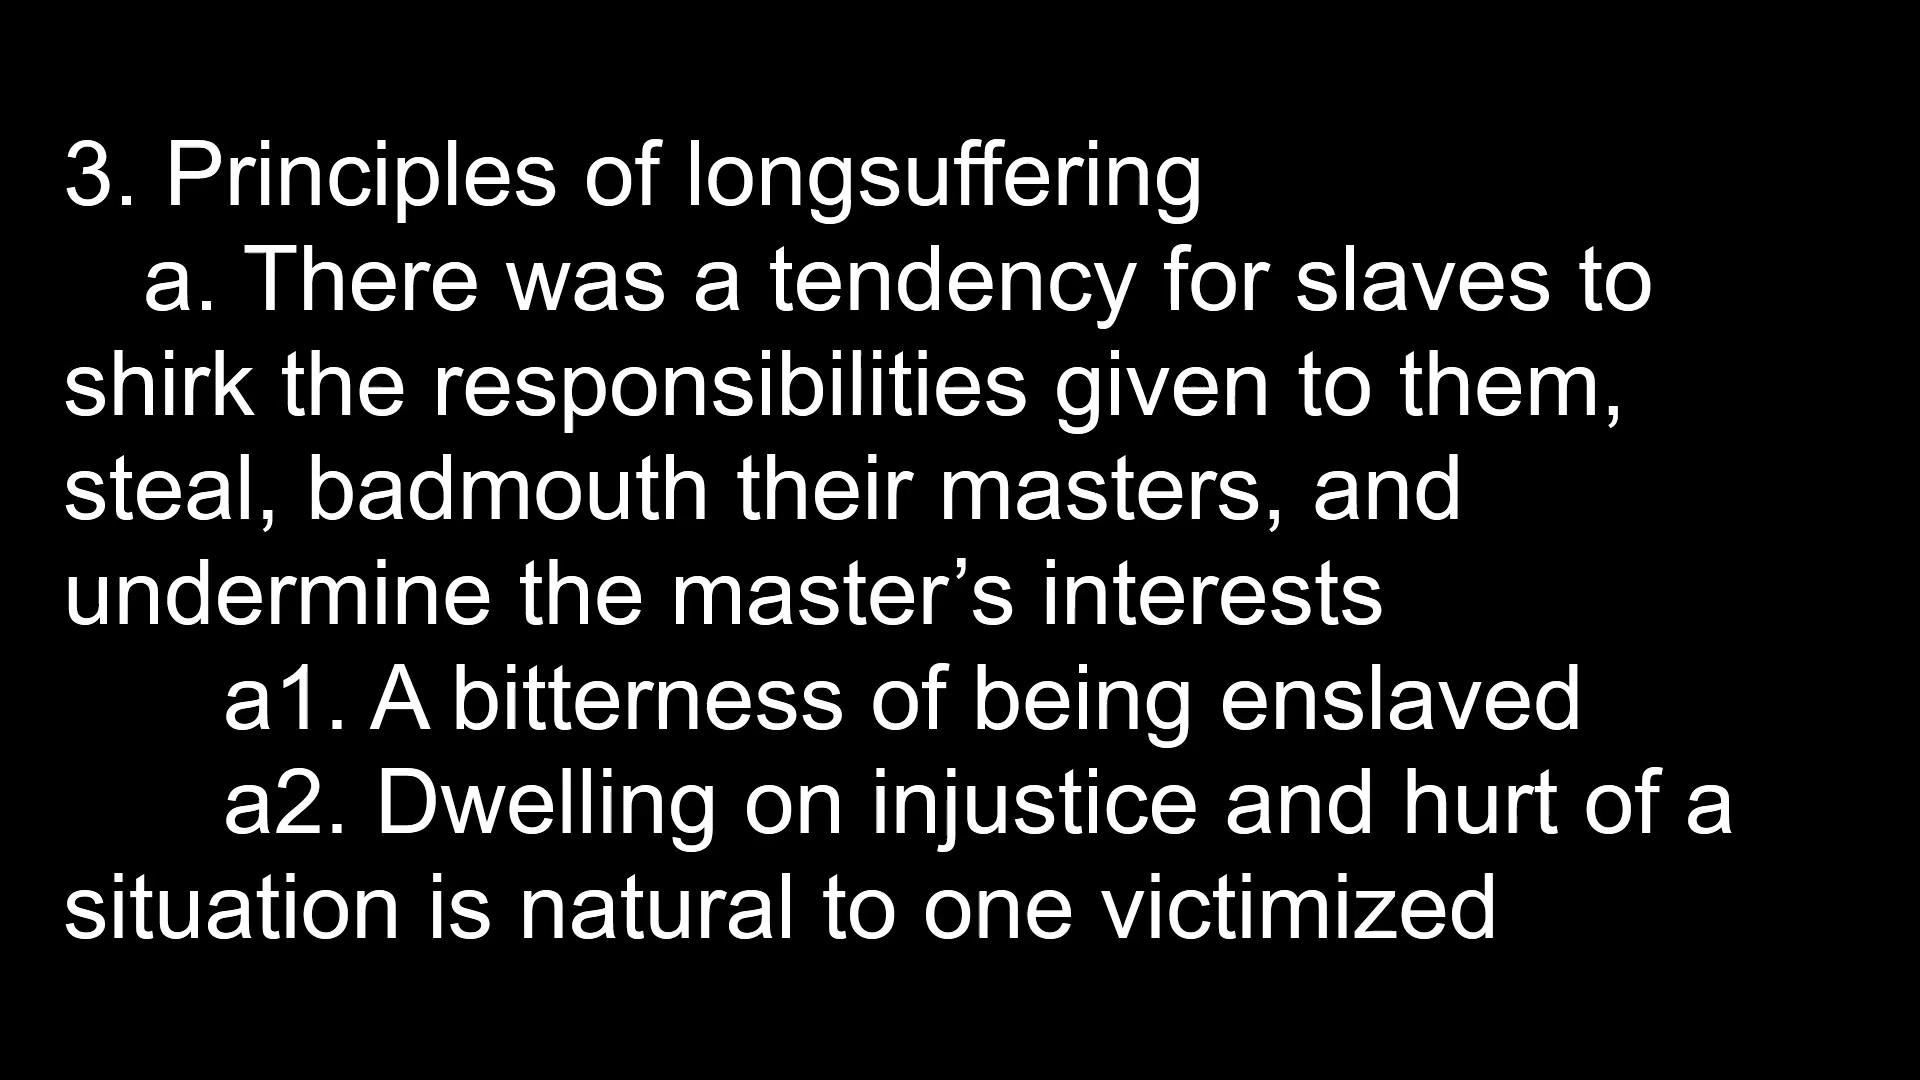 3. Principles of longsuffering
a. There was a tendency for slaves to
shirk the responsibilities given to them,
steal, badmouth their masters, and
undermine the master’s interests
a1. A bitterness of being enslaved
a2. Dwelling on injustice and hurt of a
situation is natural to one victimized